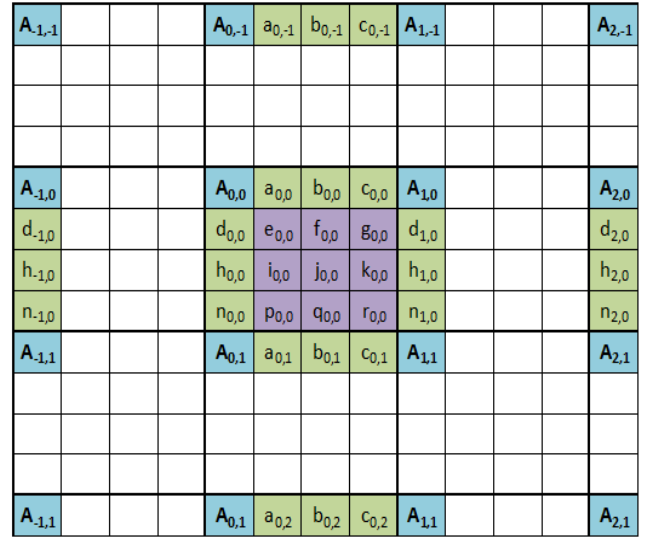 A-1,-1 A0,-1 a0,-1 b0,-1 c0,-1 A1,-1 A2,-1
A-1,0 A0,0 a0,0 b0,0 c0,0 A1,0 A2,0
d-1,0 d0,0 e0,0 f0,0 g0,0 d1,0 d2,0
h-1,0 h0,0 i0,0 j0,0 k0,0 h1,0 h2,0
n-1,0 n0,0 p0,0 q0,0 r0,0 n1,0 n2,0
A-1,1 A0,1 a0,1 b0,1 c0,1 A1,1 A2,1
A-1,1 A0,1 a0,2 b0,2 c0,2 A1,1 A2,1